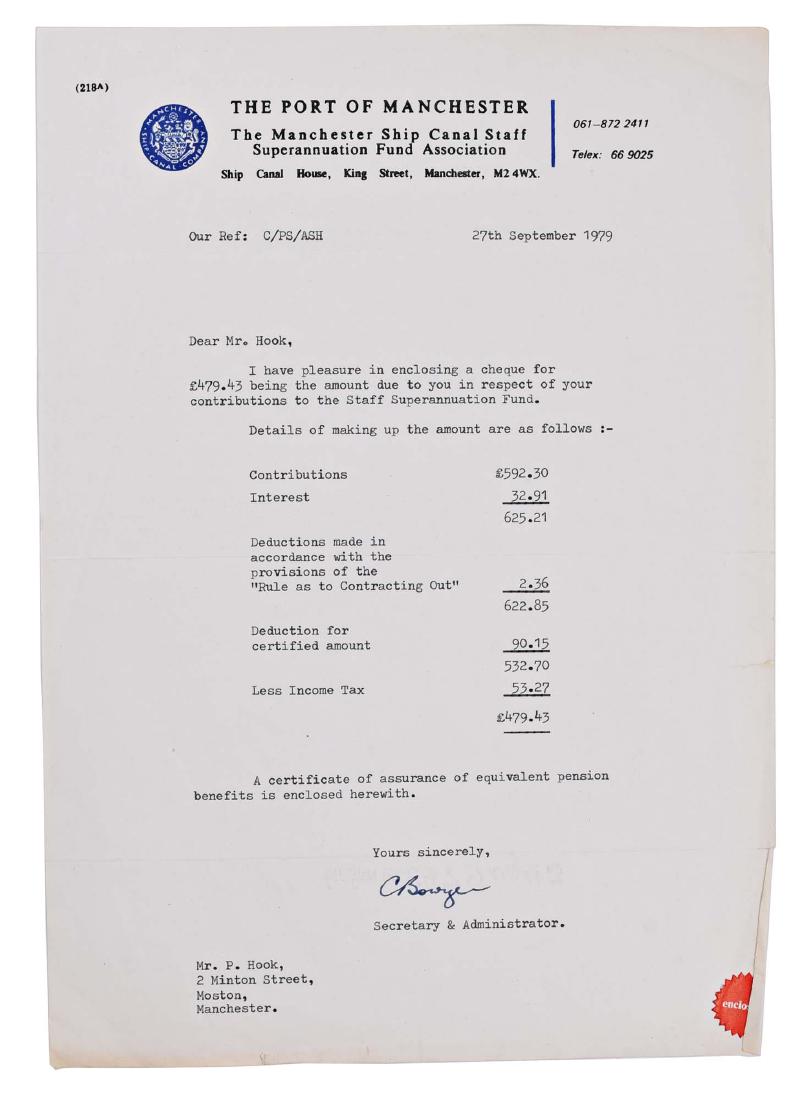 (218A)
THE PORT OF MANCHESTER
The Manchester Ship Canal Staff
Superannuation Fund Association
Ship Canal House, King Street, Manchester, M2 4WX.
061-872 2411
Telex: 66 9025
MANCHESTER SHIP CANAL COMPANY
Our Ref: C/PS/ASH 27th September 1979
Dear Mr. Hook,
I have pleasure in enclosing a cheque for
£479.43 being the amount due to you in respect of your
contributions to the Staff Superannuation Fund.
Details of making up the amount are as follows :-
Contributions £592.30
Interest 32.91
625.21
Deductions made in
accordance with the
provisions of the
"Rule as to Contracting Out" 2.36
622.85
Deduction for
certified amount 90.15
532.70
Less Income Tax 53.27
£479.43
A certificate of assurance of equivalent pension
benefits is enclosed herewith.
Yours sincerely,
CBowyer
Secretary & Administrator.
Mr. P. Hook,
2 Minton Street,
Moston,
Manchester.
enclo